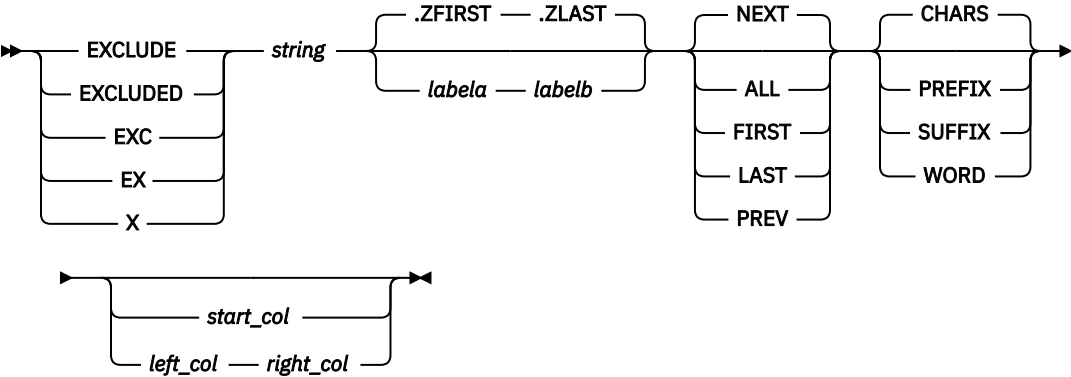 .ZFIRST .ZLAST NEXT CHARS
EXCLUDE string
EXCLUDED labela labelb ALL PREFIX
EXC FIRST SUFFIX
EX LAST WORD
X PREV
start_col
left_col right_col